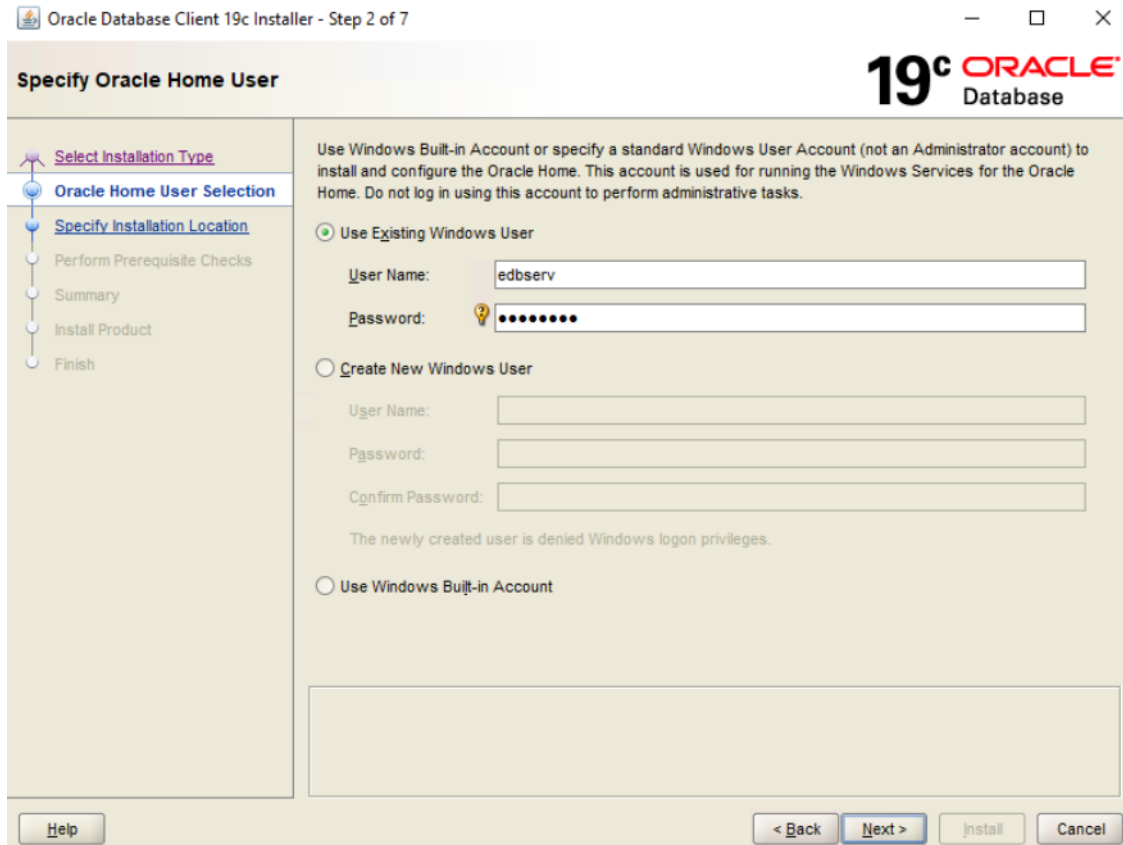 Oracle Database Client 19c Installer - Step 2 of 7
Specify Oracle Home User
19c ORACLE
Database
Select Installation Type
Oracle Home User Selection
Specify Installation Location
Perform Prerequisite Checks
Summary
Install Product
Finish
Use Windows Built-in Account or specify a standard Windows User Account (not an Administrator account) to
install and configure the Oracle Home. This account is used for running the Windows Services for the Oracle
Home. Do not log in using this account to perform administrative tasks.
Use Existing Windows User
User Name: edbserv
Password: ●●●●●●●●
Create New Windows User
User Name:
Password:
Confirm Password:
The newly created user is denied Windows logon privileges.
Use Windows Built-in Account
Help
< Back Next > Install Cancel